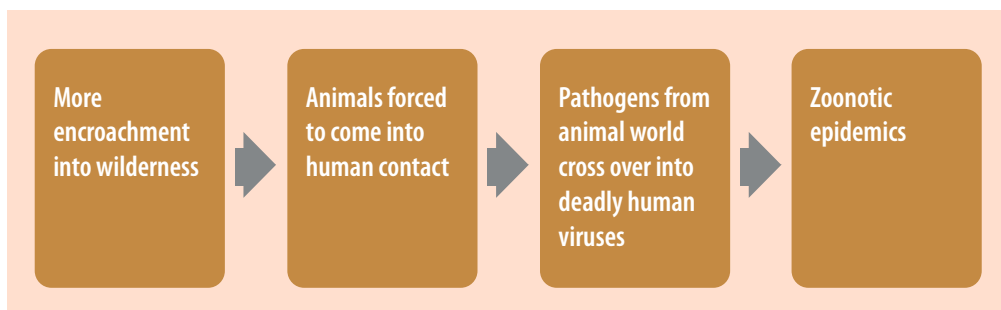 More
encroachment
into wilderness
Animals forced
to come into
human contact
Pathogens from
animal world
cross over into
deadly human
viruses
Zoonotic
epidemics